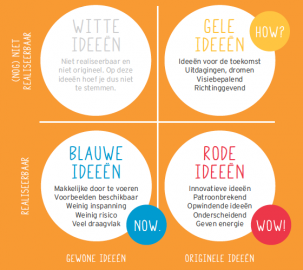 (NOG) NIET
REALISEERBAAR
WITTE
IDEEËN
Niet realiseerbaar en
niet origineel. Op deze
ideeën hoef je dus niet
te stemmen.
GELE
IDEEËN
HOW?
Ideeën voor de toekomst
Uitdagingen, dromen
Visiebepalend
Richtinggevend
REALISEERBAAR
BLAUWE
IDEEËN
Makkelijke door te voeren
Voorbeelden beschikbaar
Weinig inspanning
Weinig risico
Veel draagvlak
NOW.
RODE
IDEEËN
Innovatieve ideeën
Patroonbrekend
Opwindende ideeën
Onderscheidend
Geven energie
WOW!
GEWONE IDEEËN
ORIGINELE IDEEËN